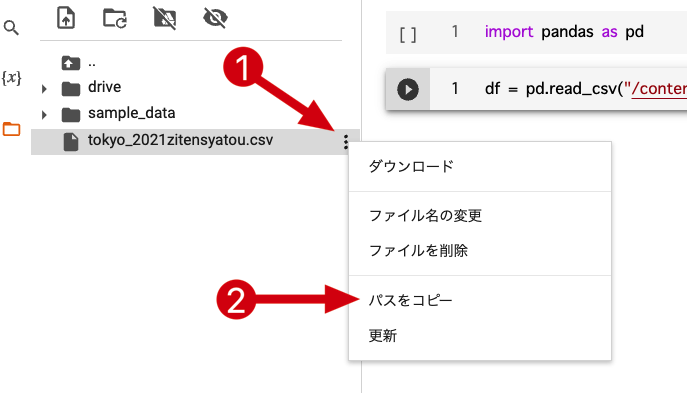 {x}
..
drive
sample_data
tokyo_2021zitensyatou.csv
1
ダウンロード
ファイル名の変更
ファイルを削除
2
パスをコピー
更新
[ ] 1 import pandas as pd
1 df = pd.read_csv("/conten